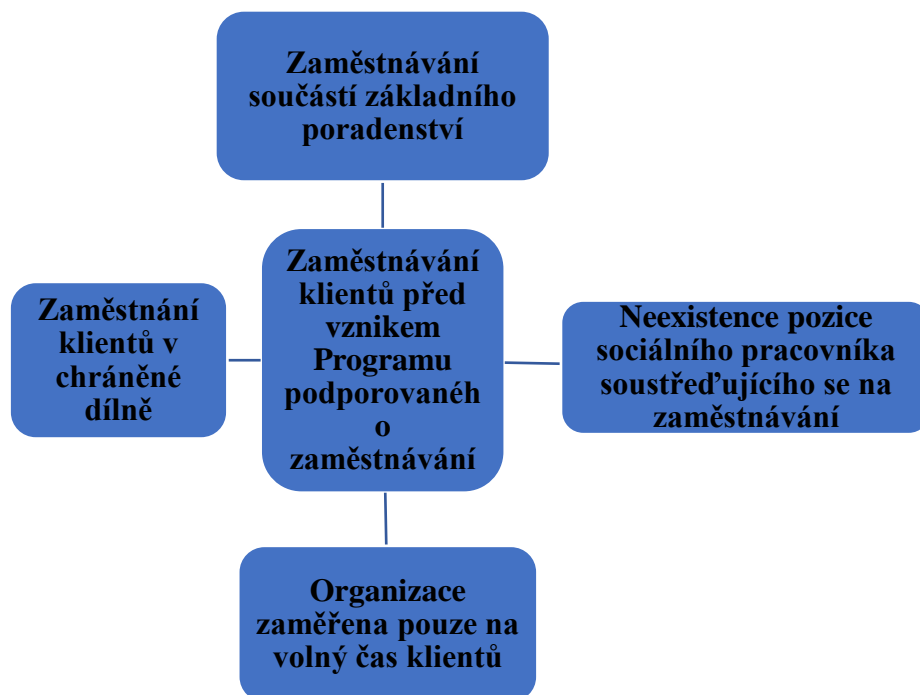 Zaměstnávání
součástí základního
poradenství
Zaměstnání
klientů v
chráněné
dílně
Zaměstnávání
klientů před
vznikem
Programu
podporovanéh
o
zaměstnávání
Neexistence pozice
sociálního pracovníka
soustřeďujícího se na
zaměstnávání
Organizace
zaměřena pouze na
volný čas klientů